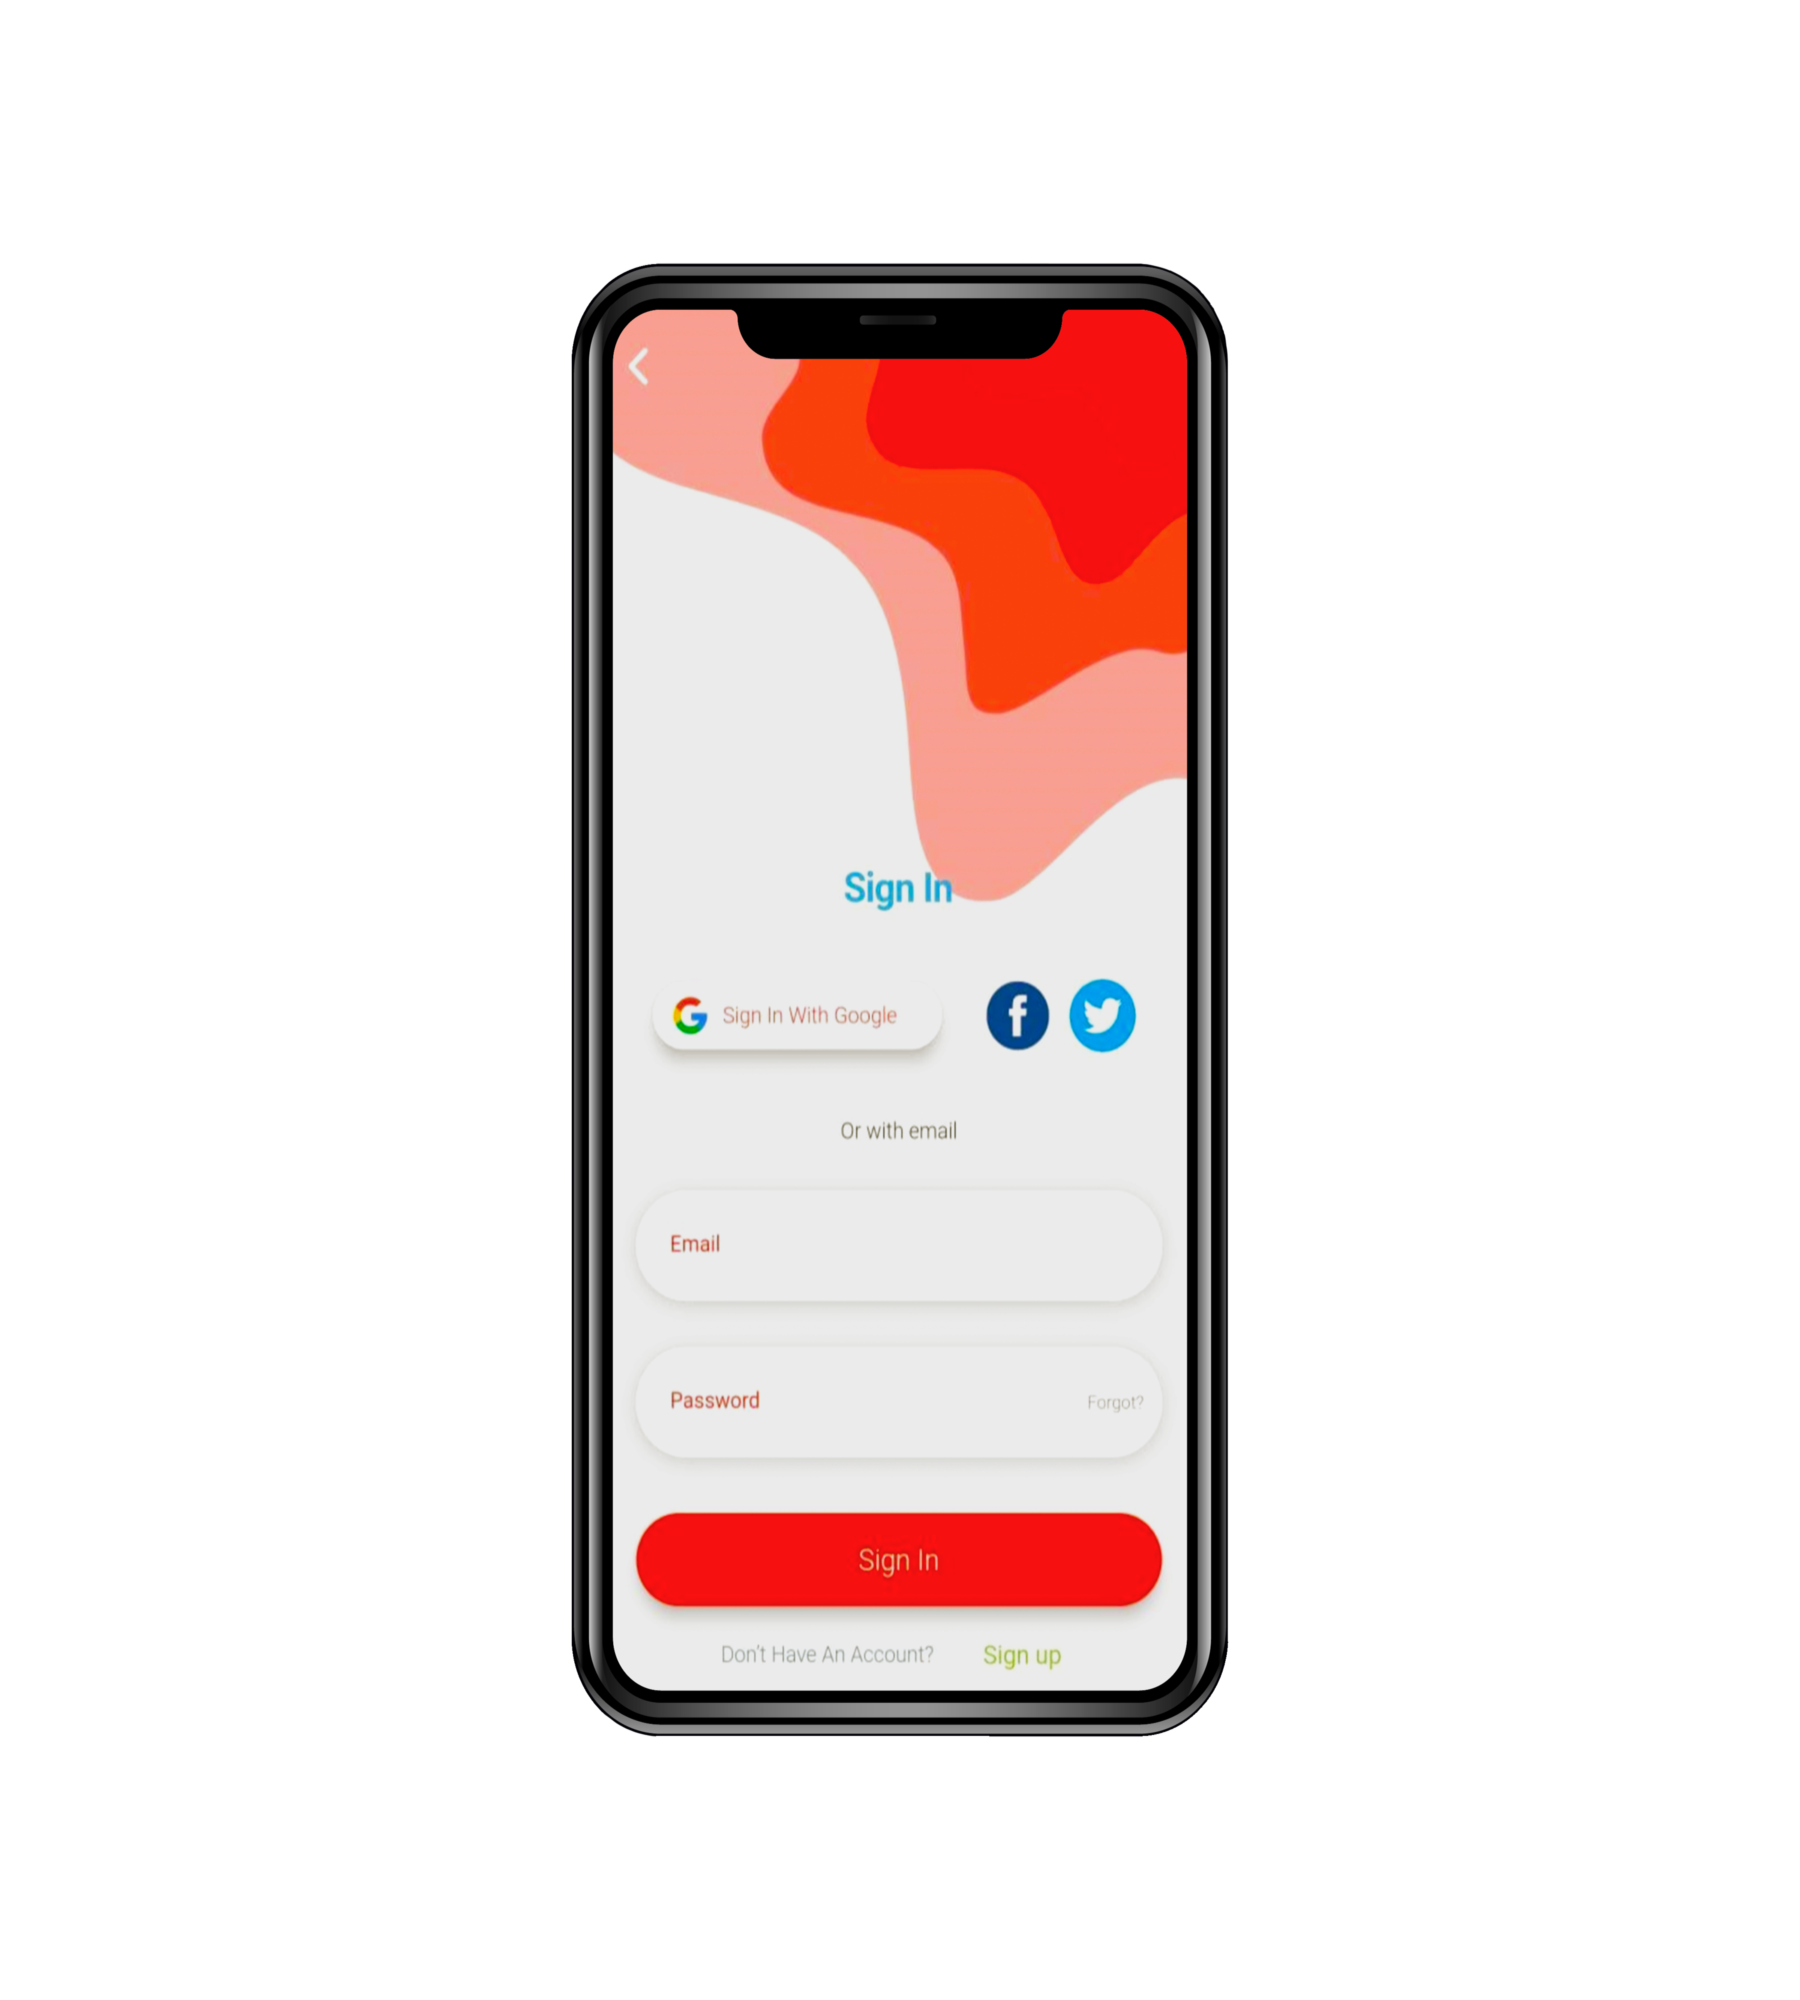 Sign In
Sign In With Google
Or with email
Email
Password
Forgot?
Sign In
Don't Have An Account? Sign up